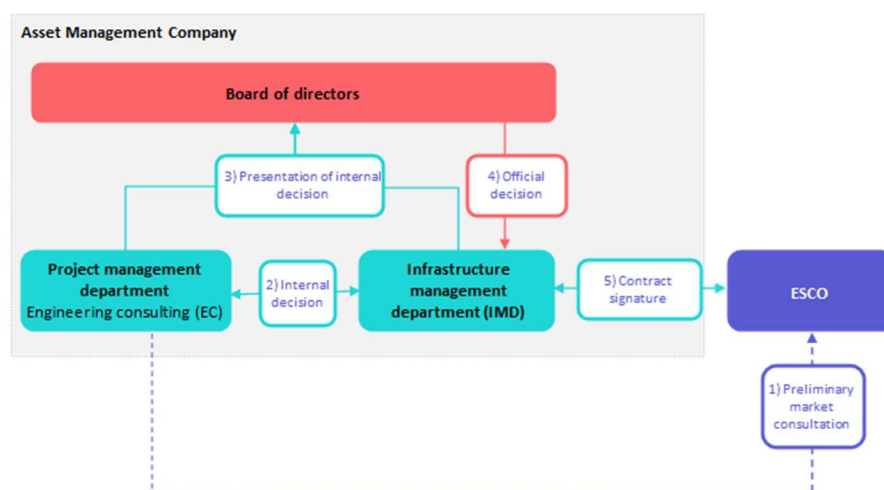 Asset Management Company
Board of directors
3) Presentation of internal
decision
4) Official
decision
Project management
department
Engineering consulting (EC)
2) Internal
decision
Infrastructure
management
department (IMD)
5) Contract
signature
ESCO
1) Preliminary
market
consultation